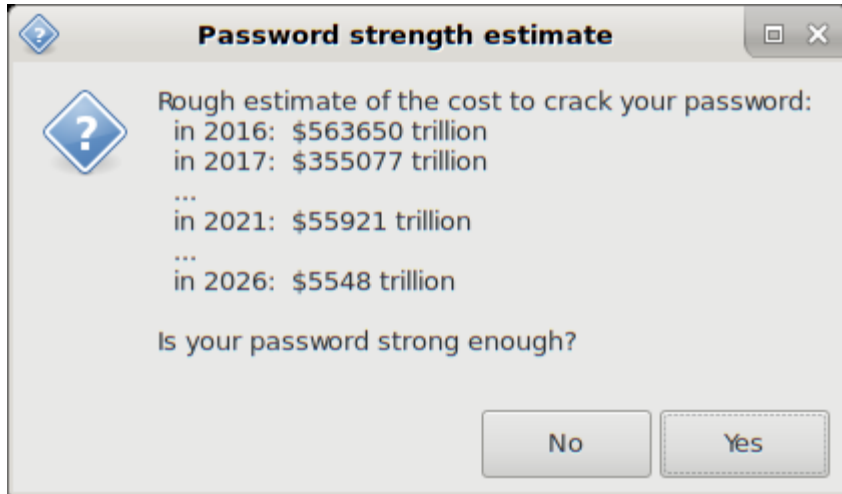 Password strength estimate
Rough estimate of the cost to crack your password:
in 2016: $563650 trillion
in 2017: $355077 trillion
...
in 2021: $55921 trillion
...
in 2026: $5548 trillion
Is your password strong enough?
No
Yes